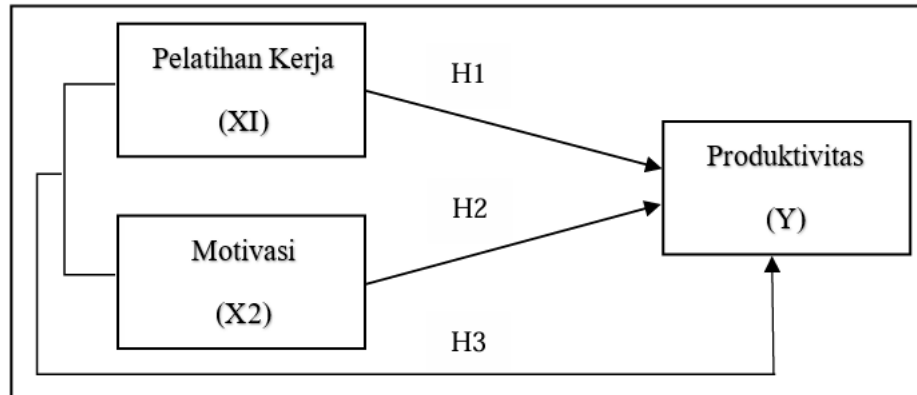 Pelatihan Kerja
(XI)
H1
Produktivitas
(Y)
H2
Motivasi
(X2)
H3